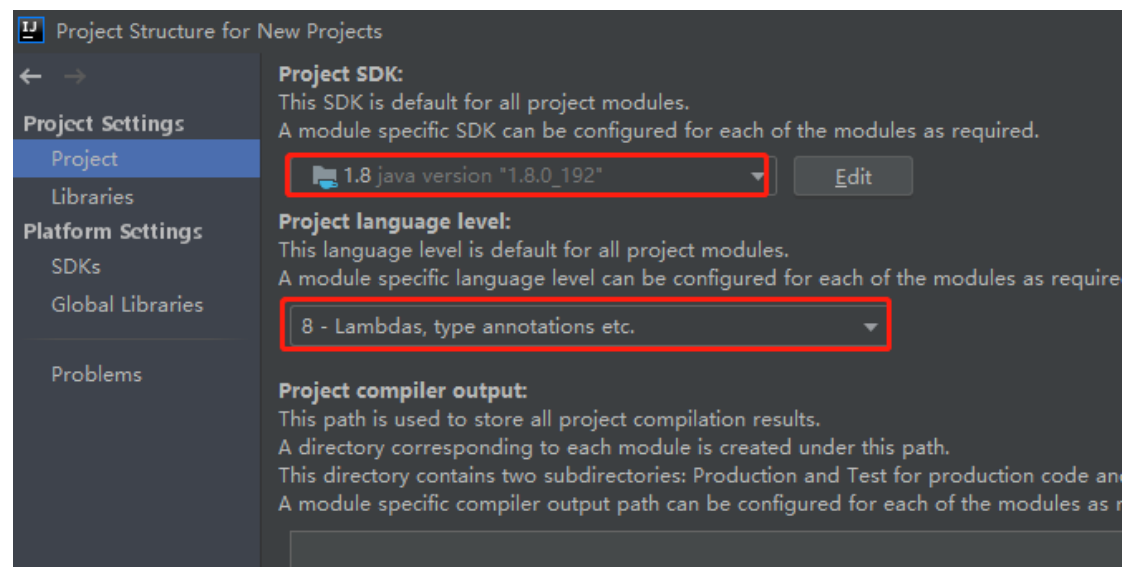 Project Structure for New Projects
Project Settings
Project
Libraries
Platform Settings
SDKs
Global Libraries
Problems
Project SDK:
This SDK is default for all project modules.
A module specific SDK can be configured for each of the modules as required.
1.8 java version "1.8.0_192"
Edit
Project language level:
This language level is default for all project modules.
A module specific language level can be configured for each of the modules as require
8 - Lambdas, type annotations etc.
Project compiler output:
This path is used to store all project compilation results.
A directory corresponding to each module is created under this path.
This directory contains two subdirectories: Production and Test for production code an
A module specific compiler output path can be configured for each of the modules as r